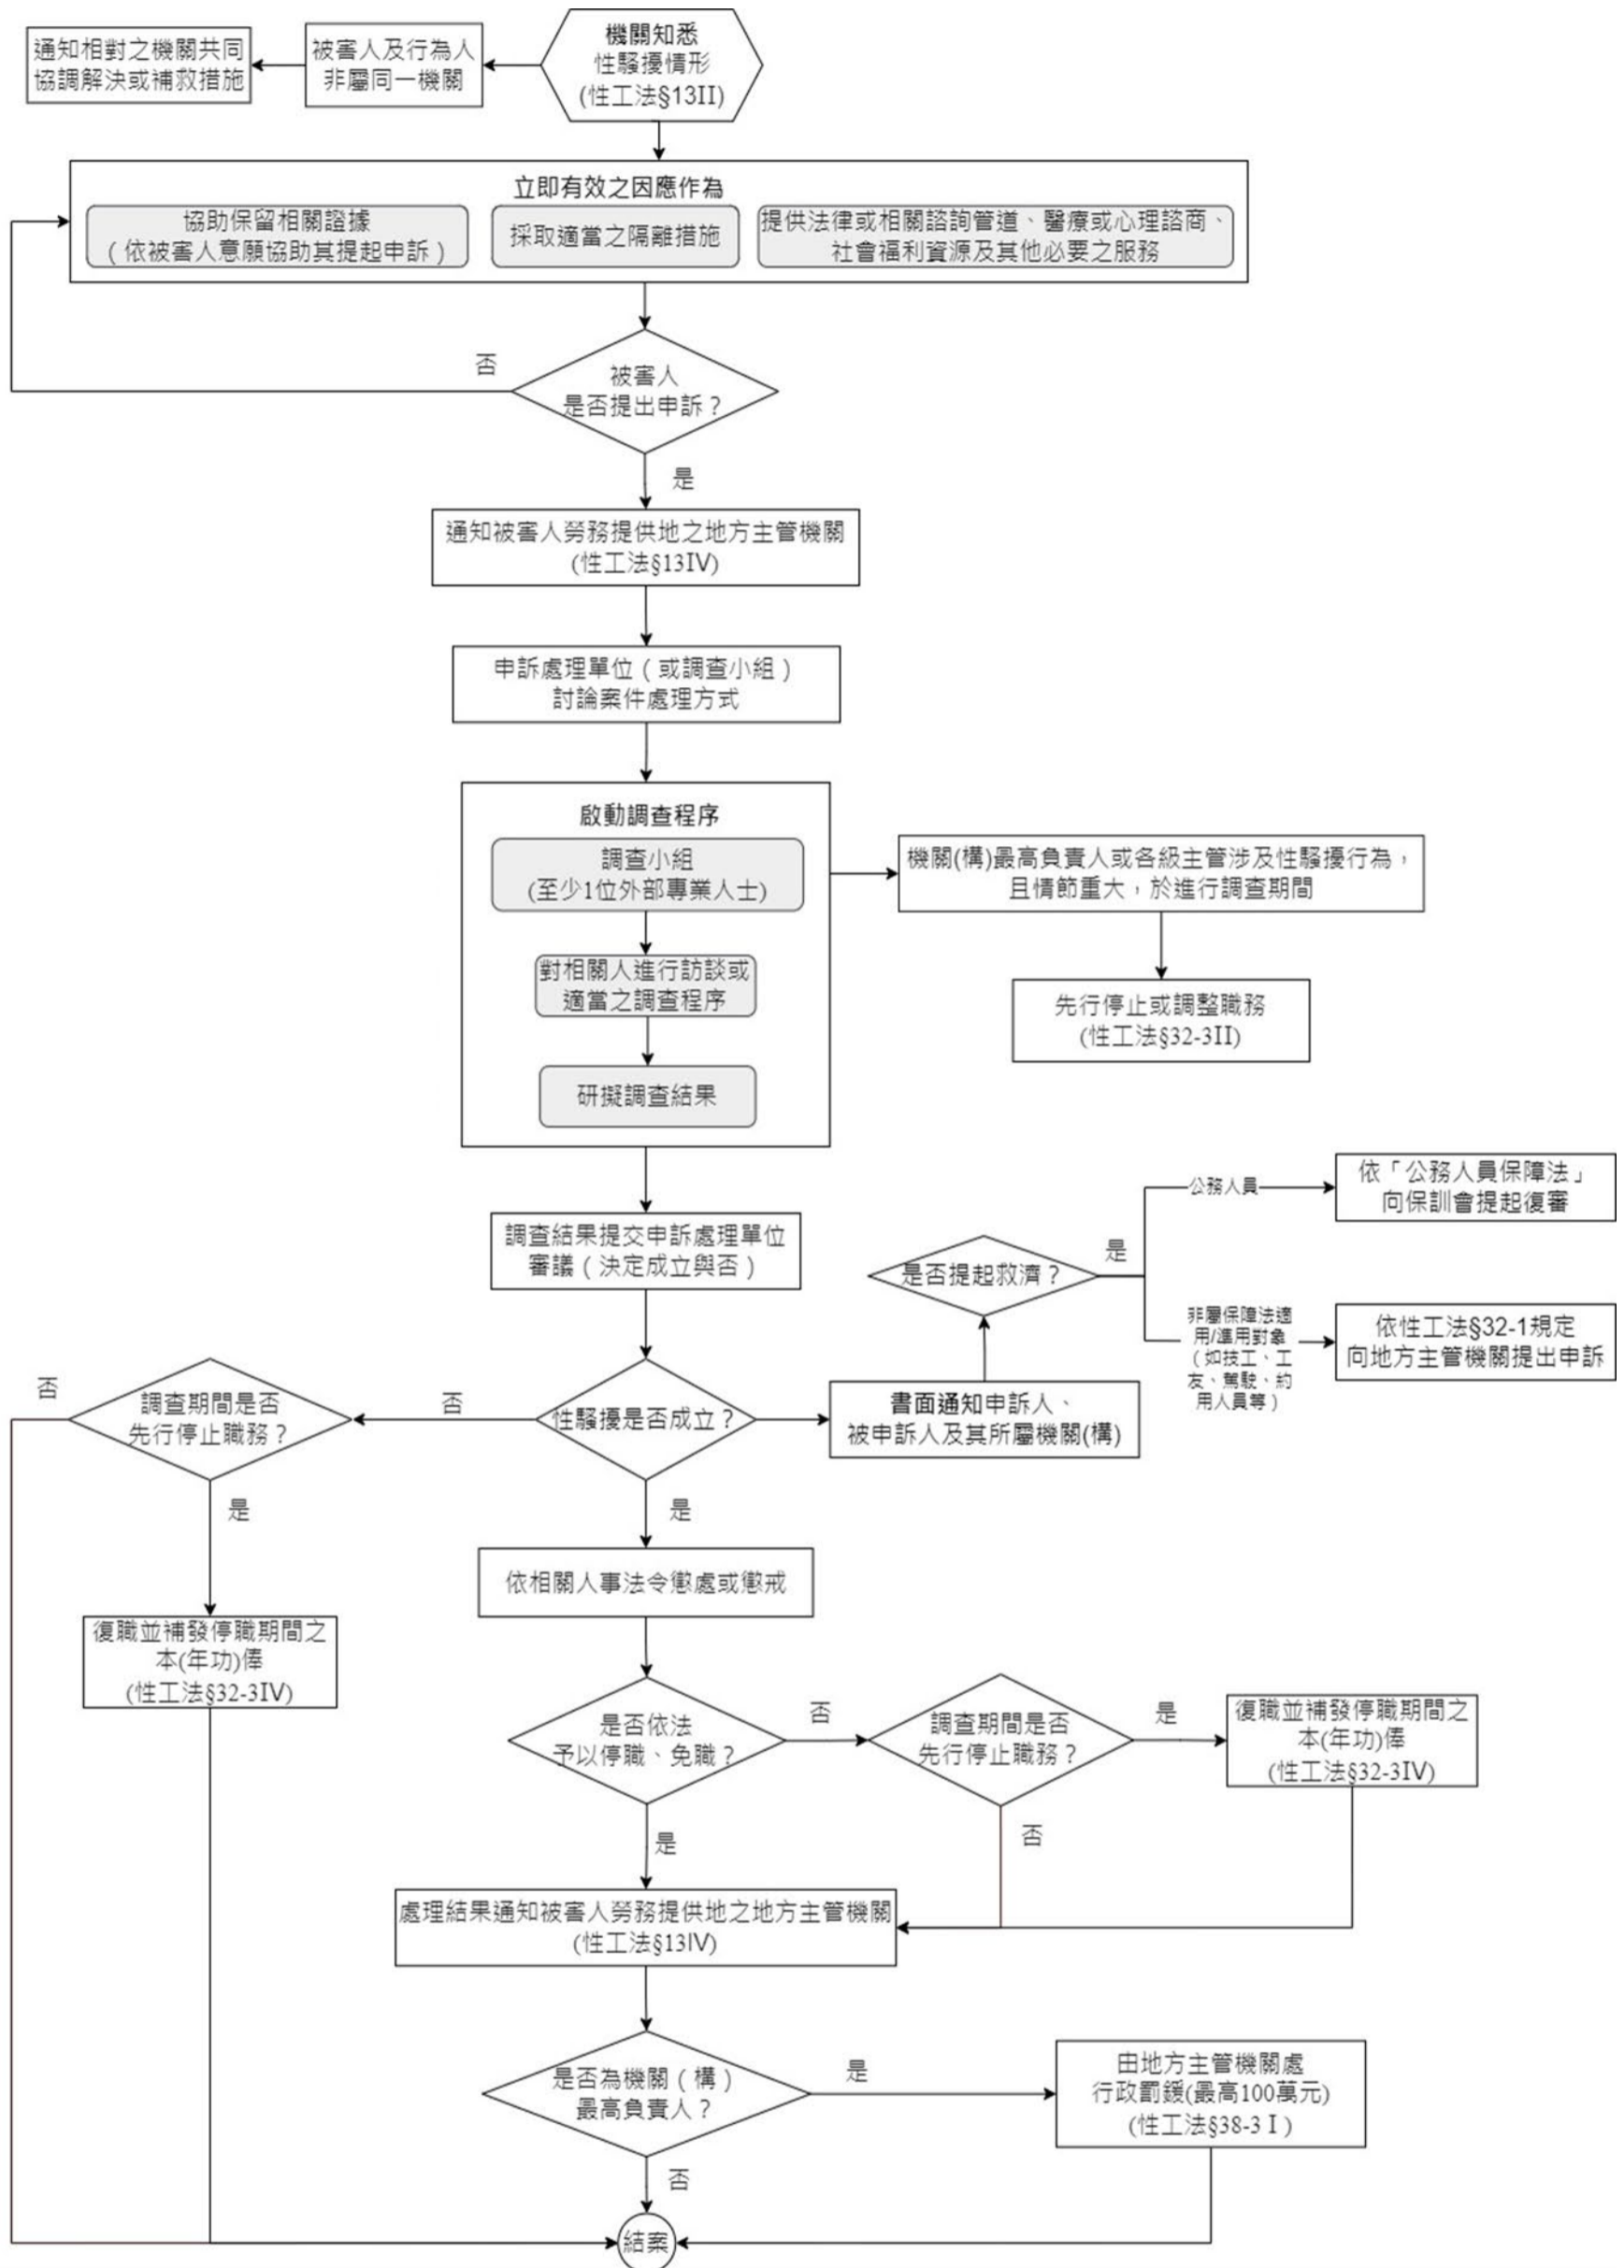 機關知悉
性騷擾情形
(性工法§13II)
被害人及行為人
非屬同一機關
通知相對之機關共同
協調解決或補救措施
立即有效之因應作為
協助保留相關證據
（依被害人意願協助其提起申訴）
採取適當之隔離措施
提供法律或相關諮詢管道、醫療或心理諮商、
社會福利資源及其他必要之服務
被害人
是否提出申訴？
否
是
通知被害人勞務提供地之地方主管機關
(性工法§13IV)
申訴處理單位（或調查小組）
討論案件處理方式
啟動調查程序
調查小組
(至少1位外部專業人士)
對相關人進行訪談或
適當之調查程序
研擬調查結果
機關(構)最高負責人或各級主管涉及性騷擾行為，
且情節重大，於進行調查期間
先行停止或調整職務
(性工法§32-3II)
調查結果提交申訴處理單位
審議（決定成立與否）
性騷擾是否成立？
書面通知申訴人、
被申訴人及其所屬機關(構)
是否提起救濟？
是
公務人員
依「公務人員保障法」
向保訓會提起復審
非屬保障法適
用/準用對象
（如技工、工
友、駕駛、約
用人員等）
依性工法§32-1規定
向地方主管機關提出申訴
否
調查期間是否
先行停止職務？
否
是
復職並補發停職期間之
本(年功)俸
(性工法§32-3IV)
是
依相關人事法令懲處或懲戒
是否依法
予以停職、免職？
否
調查期間是否
先行停止職務？
是
復職並補發停職期間之
本(年功)俸
(性工法§32-3IV)
否
是
處理結果通知被害人勞務提供地之地方主管機關
(性工法§13IV)
是否為機關（構）
最高負責人？
是
由地方主管機關處
行政罰鍰(最高100萬元)
(性工法§38-3 I )
否
結案